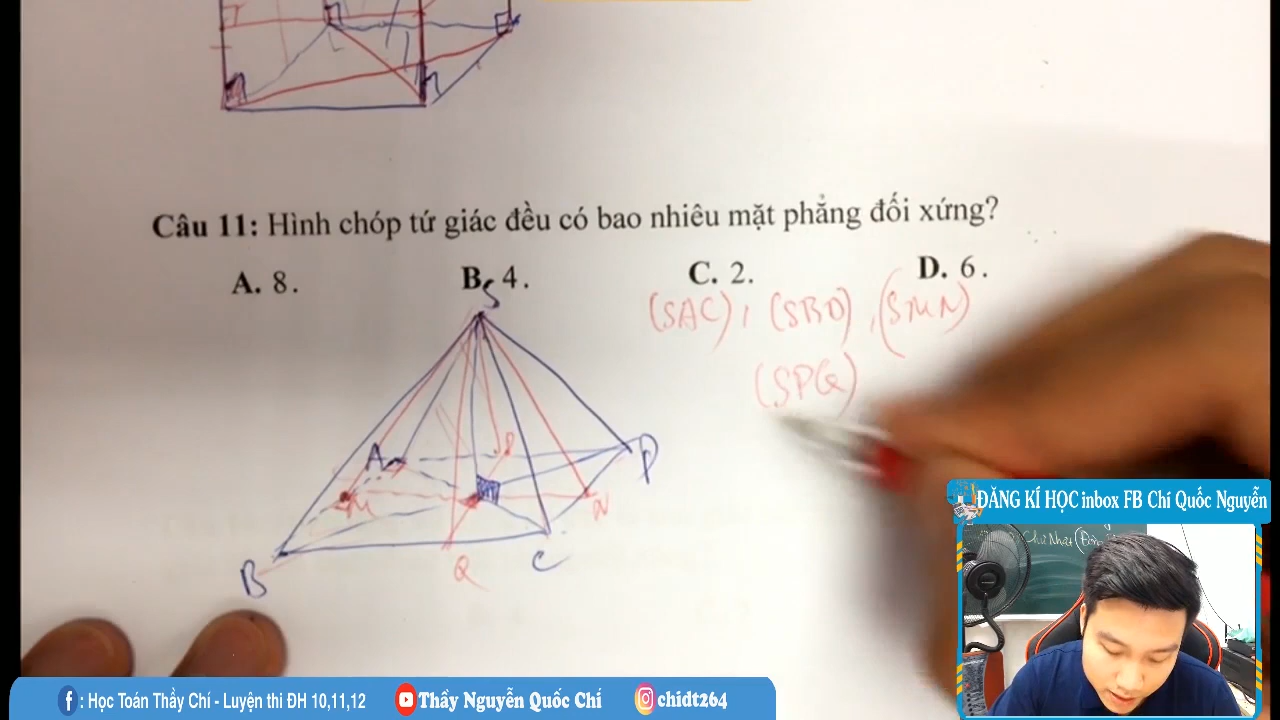 Câu 11: Hình chóp tứ giác đều có bao nhiêu mặt phẳng đối xứng?
A. 8. B. 4. C. 2. D. 6.
(SAC), (SBD), (SMN)
(SPQ)
S
A P D
M N
B Q C
ĐĂNG KÍ HỌC inbox FB Chí Quốc Nguyễn
Chữ Nhật
: Học Toán Thầy Chí - Luyện thi ĐH 10,11,12 Thầy Nguyễn Quốc Chí chidt264